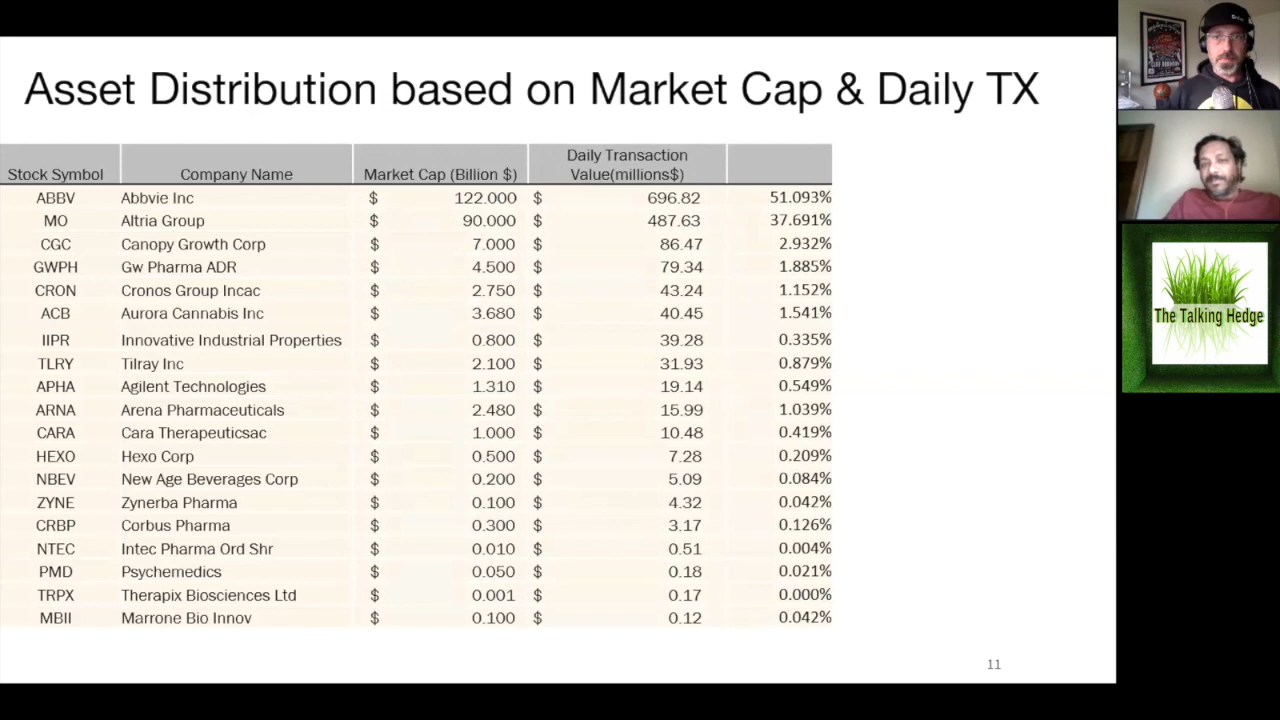 Asset Distribution based on Market Cap & Daily TX
Stock Symbol Company Name Market Cap (Billion $) Daily Transaction Value(millions$)
ABBV Abbvie Inc $ 122.000 $ 696.82 51.093%
MO Altria Group $ 90.000 $ 487.63 37.691%
CGC Canopy Growth Corp $ 7.000 $ 86.47 2.932%
GWPH Gw Pharma ADR $ 4.500 $ 79.34 1.885%
CRON Cronos Group Incac $ 2.750 $ 43.24 1.152%
ACB Aurora Cannabis Inc $ 3.680 $ 40.45 1.541%
IIPR Innovative Industrial Properties $ 0.800 $ 39.28 0.335%
TLRY Tilray Inc $ 2.100 $ 31.93 0.879%
APHA Agilent Technologies $ 1.310 $ 19.14 0.549%
ARNA Arena Pharmaceuticals $ 2.480 $ 15.99 1.039%
CARA Cara Therapeuticsac $ 1.000 $ 10.48 0.419%
HEXO Hexo Corp $ 0.500 $ 7.28 0.209%
NBEV New Age Beverages Corp $ 0.200 $ 5.09 0.084%
ZYNE Zynerba Pharma $ 0.100 $ 4.32 0.042%
CRBP Corbus Pharma $ 0.300 $ 3.17 0.126%
NTEC Intec Pharma Ord Shr $ 0.010 $ 0.51 0.004%
PMD Psychemedics $ 0.050 $ 0.18 0.021%
TRPX Therapix Biosciences Ltd $ 0.001 $ 0.17 0.000%
MBII Marrone Bio Innov $ 0.100 $ 0.12 0.042%
11
The Talking Hedge